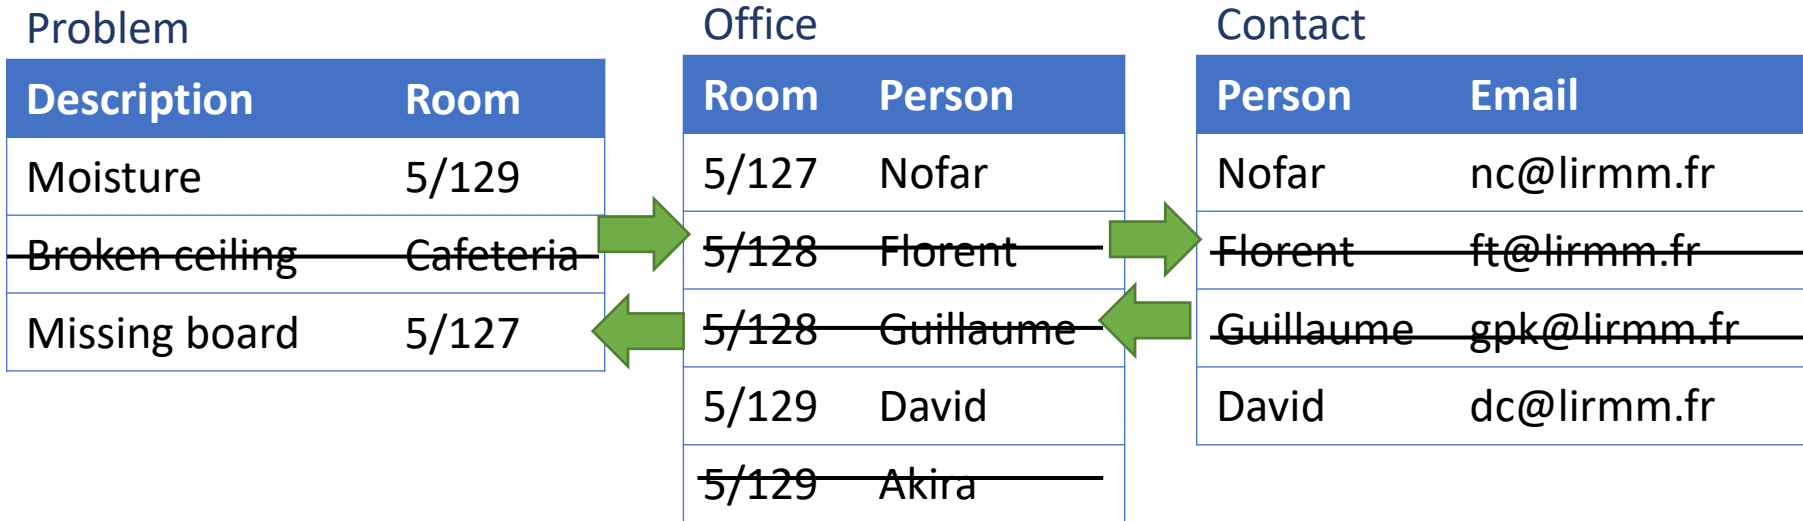 Problem
Description Room
Moisture 5/129
Broken ceiling Cafeteria
Missing board 5/127
Office
Room Person
5/127 Nofar
5/128 Florent
5/128 Guillaume
5/129 David
5/129 Akira
Contact
Person Email
Nofar nc@lirmm.fr
Florent ft@lirmm.fr
Guillaume gpk@lirmm.fr
David dc@lirmm.fr